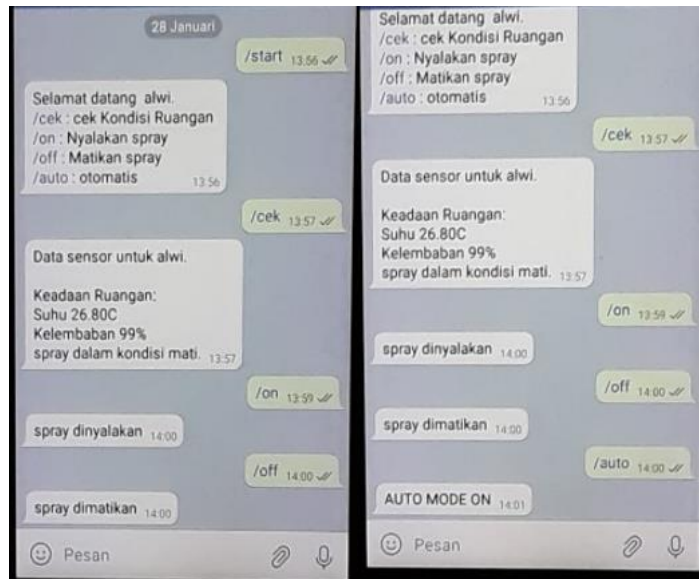 28 Januari
/start 13:56
Selamat datang alwi.
/cek : cek Kondisi Ruangan
/on : Nyalakan spray
/off : Matikan spray
/auto : otomatis 13:56
/cek 13:57
Data sensor untuk alwi.
Keadaan Ruangan:
Suhu 26.80C
Kelembaban 99%
spray dalam kondisi mati. 13:57
/on 13:59
spray dinyalakan 14:00
/off 14:00
spray dimatikan 14:00
Pesan
Selamat datang alwi.
/cek : cek Kondisi Ruangan
/on : Nyalakan spray
/off : Matikan spray
/auto : otomatis 13:56
/cek 13:57
Data sensor untuk alwi.
Keadaan Ruangan:
Suhu 26.80C
Kelembaban 99%
spray dalam kondisi mati. 13:57
/on 13:59
spray dinyalakan 14:00
/off 14:00
spray dimatikan 14:00
/auto 14:00
AUTO MODE ON 14:01
Pesan